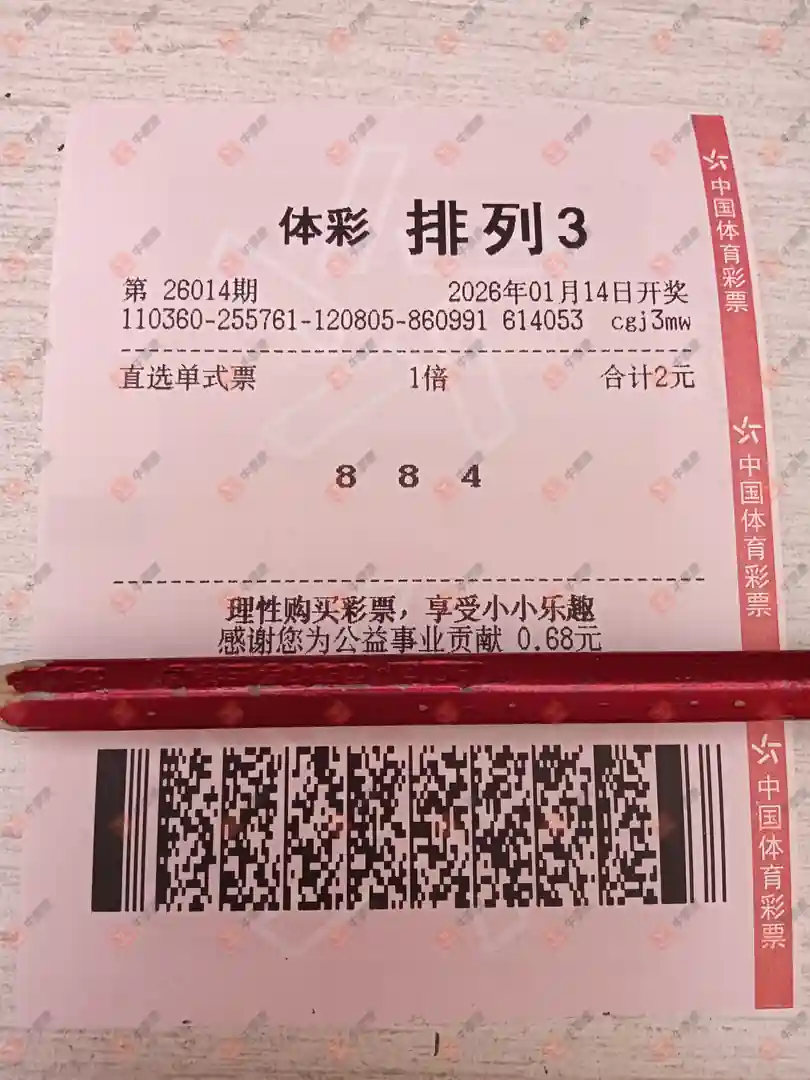 体彩 排列3
第 26014期 2026年01月14日开奖
110360-255761-120805-860991 614053 cgj3mw
直选单式票 1倍 合计2元
8 8 4
理性购买彩票，享受小小乐趣
感谢您为公益事业贡献 0.68元
中国体育彩票
中国体育彩票
中国体育彩票